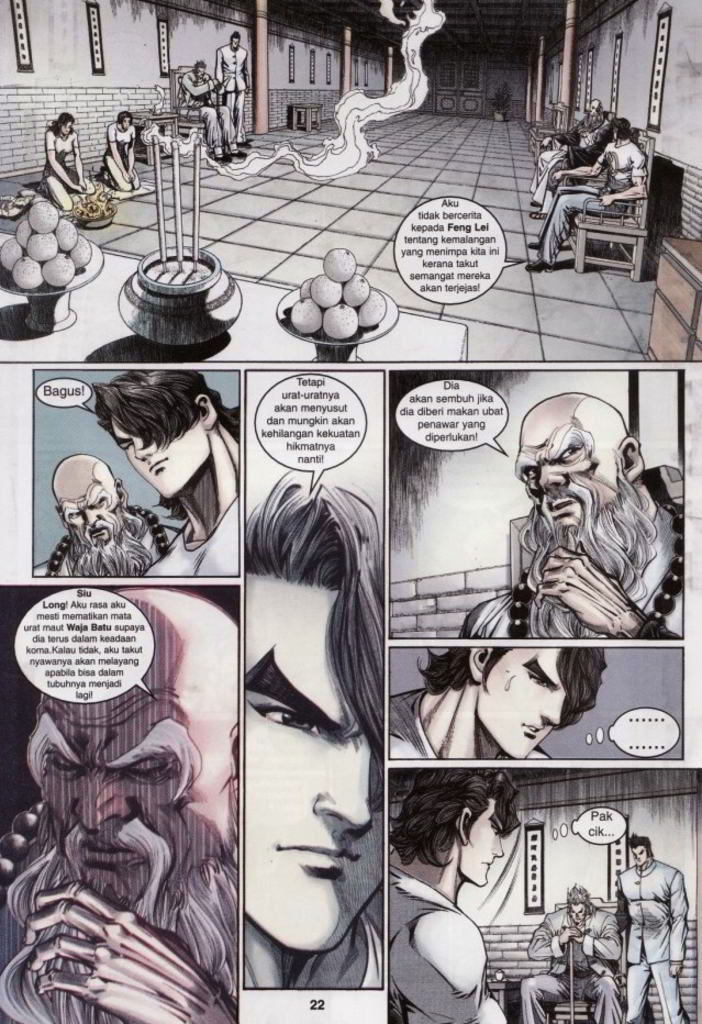 Aku
tidak bercerita
kepada Feng Lei
tentang kemalangan
yang menimpa kita ini
kerana takut
semangat mereka
akan terjejas!
Bagus!
Tetapi
urat-uratnya
akan menyusut
dan mungkin akan
kehilangan kekuatan
hikmatnya
nanti!
Dia
akan sembuh jika
dia diberi makan ubat
penawar yang
diperlukan!
Siu
Long! Aku rasa aku
mesti mematikan mata
urat maut Waja Batu supaya
dia terus dalam keadaan
koma.Kalau tidak, aku takut
nyawanya akan melayang
apabila bisa dalam
tubuhnya menjadi
lagi!
......
......
Pak
cik...
22